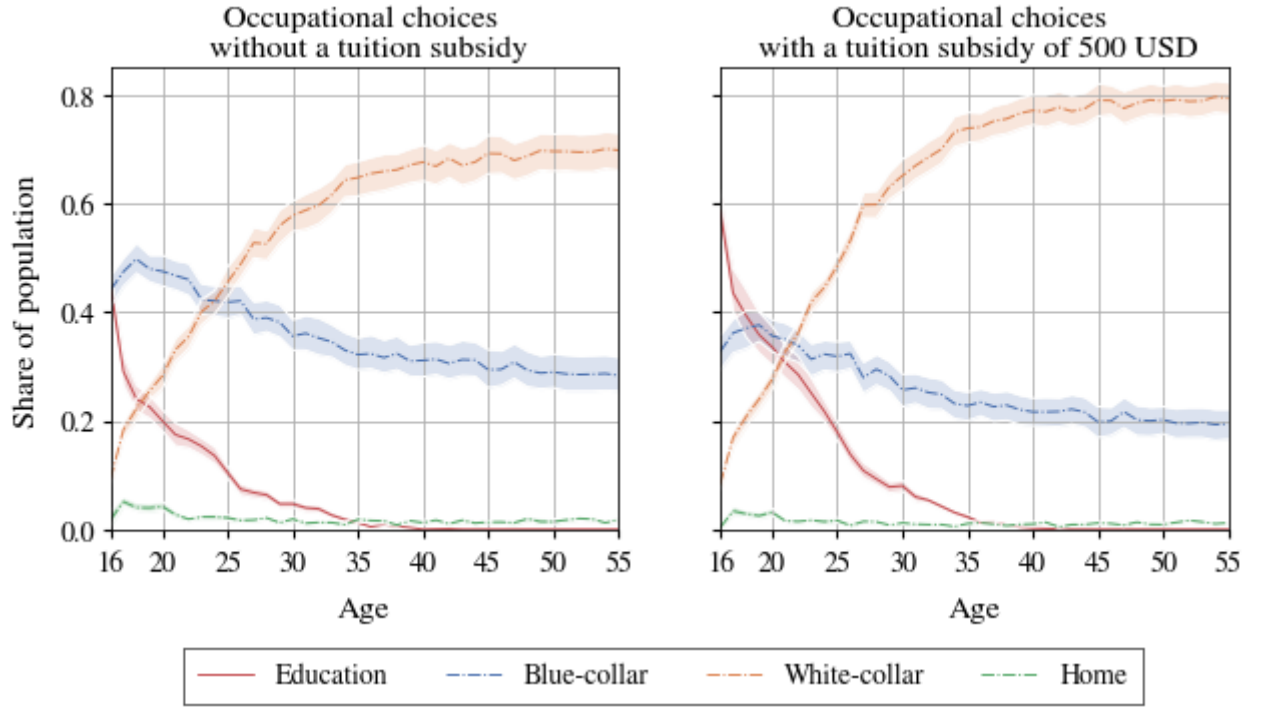 Occupational choices
without a tuition subsidy
Occupational choices
with a tuition subsidy of 500 USD
Share of population
0.8
0.6
0.4
0.2
0.0
16 20 25 30 35 40 45 50 55
16 20 25 30 35 40 45 50 55
Age
Age
Education Blue-collar White-collar Home